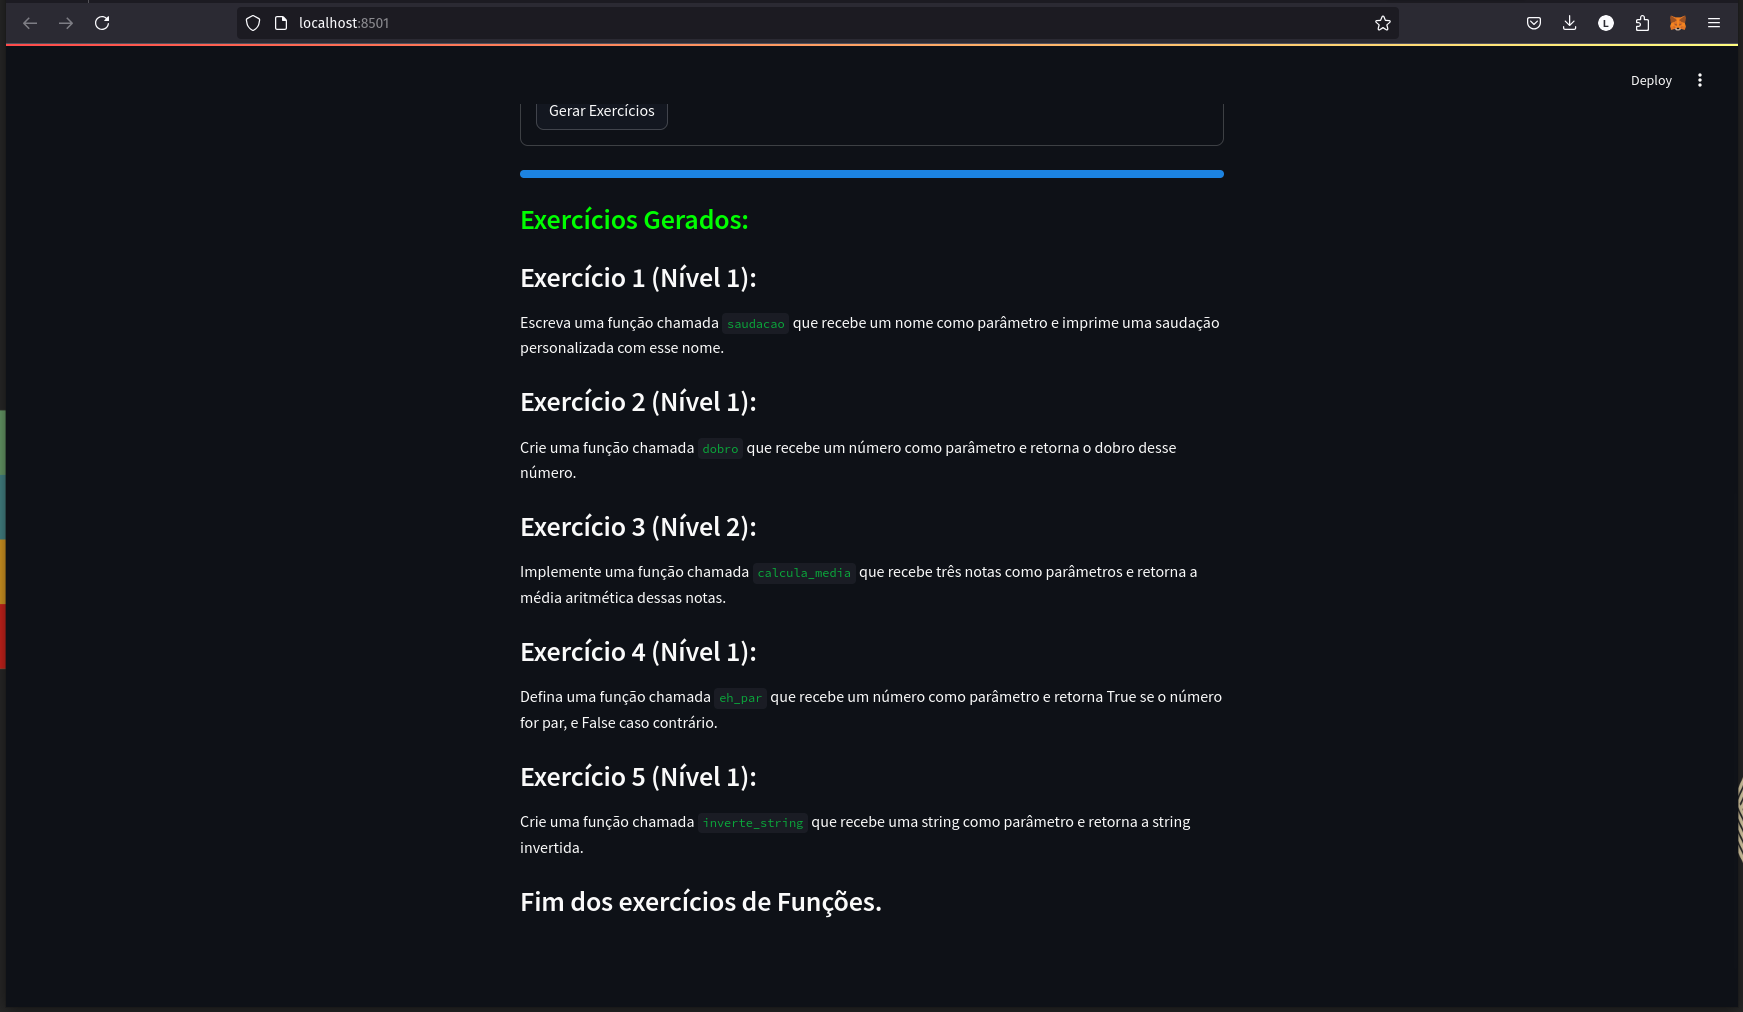 localhost:8501
L
Deploy
Gerar Exercícios
Exercícios Gerados:
Exercício 1 (Nível 1):
Escreva uma função chamada saudacao que recebe um nome como parâmetro e imprime uma saudação
personalizada com esse nome.
Exercício 2 (Nível 1):
Crie uma função chamada dobro que recebe um número como parâmetro e retorna o dobro desse
número.
Exercício 3 (Nível 2):
Implemente uma função chamada calcula_media que recebe três notas como parâmetros e retorna a
média aritmética dessas notas.
Exercício 4 (Nível 1):
Defina uma função chamada eh_par que recebe um número como parâmetro e retorna True se o número
for par, e False caso contrário.
Exercício 5 (Nível 1):
Crie uma função chamada inverte_string que recebe uma string como parâmetro e retorna a string
invertida.
Fim dos exercícios de Funções.